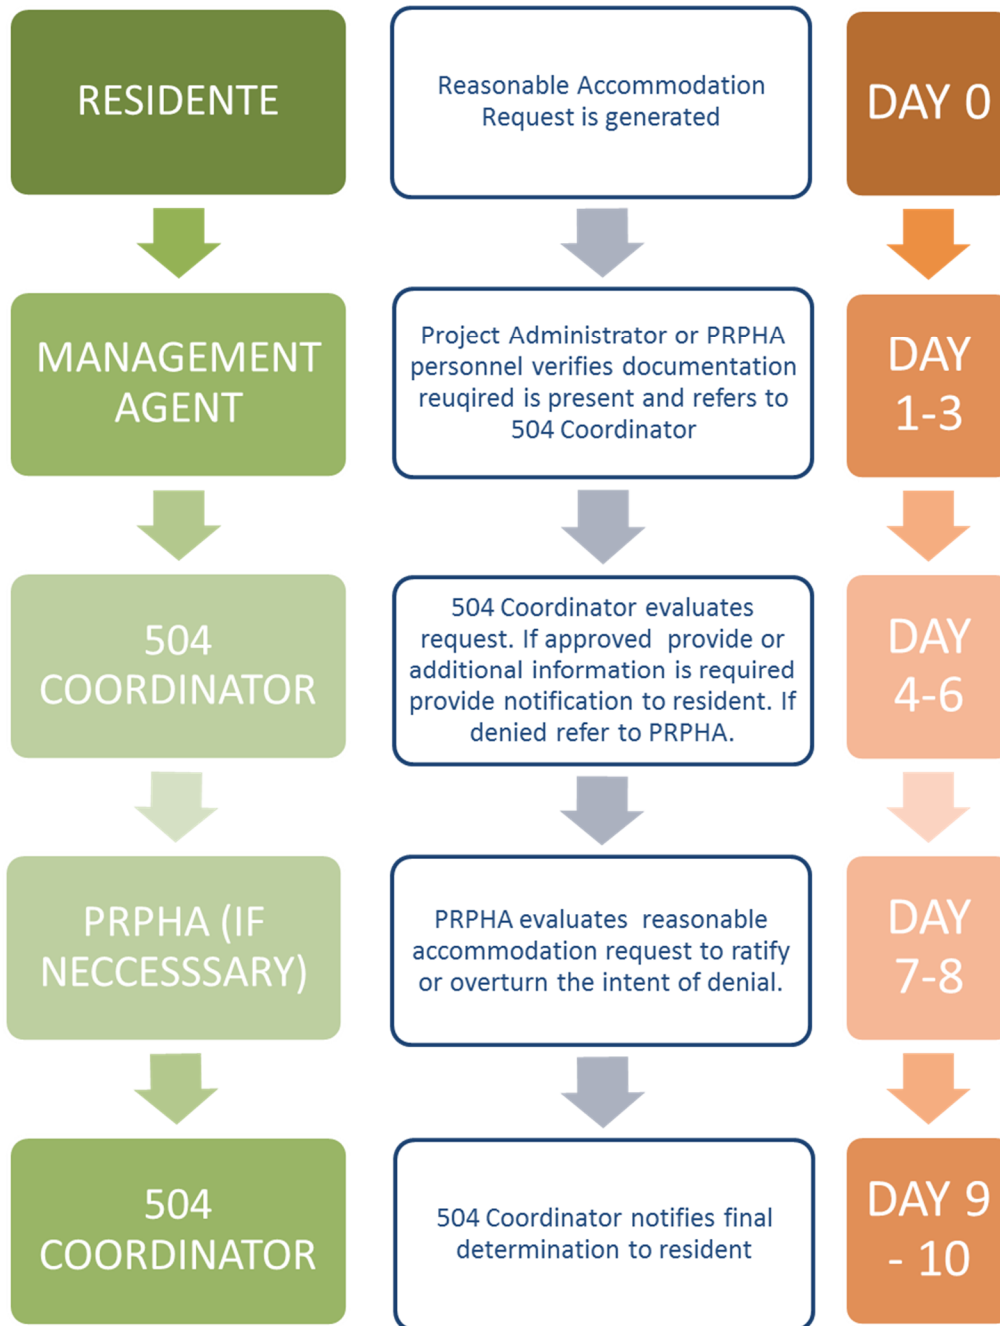 RESIDENTE
Reasonable Accommodation
Request is generated
DAY 0
MANAGEMENT
AGENT
Project Administrator or PRPHA
personnel verifies documentation
reuqired is present and refers to
504 Coordinator
DAY
1-3
504
COORDINATOR
504 Coordinator evaluates
request. If approved provide or
additional information is required
provide notification to resident. If
denied refer to PRPHA.
DAY
4-6
PRPHA (IF
NECCESSSARY)
PRPHA evaluates reasonable
accommodation request to ratify
or overturn the intent of denial.
DAY
7-8
504
COORDINATOR
504 Coordinator notifies final
determination to resident
DAY 9
- 10